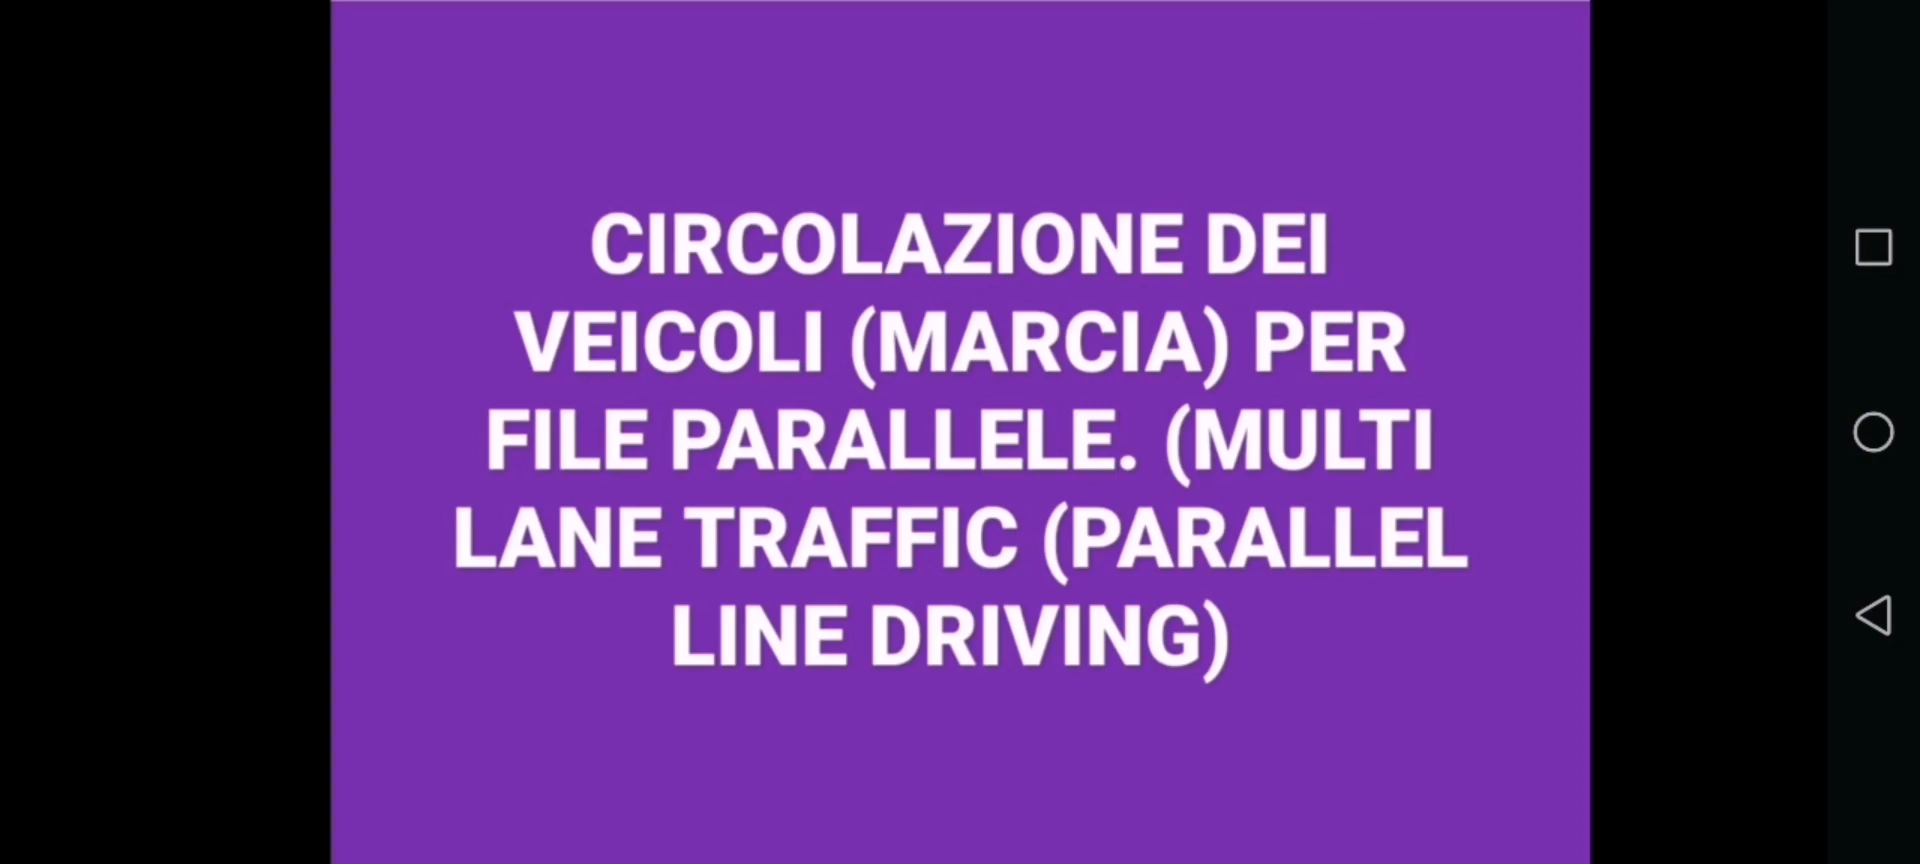 CIRCOLAZIONE DEI
VEICOLI (MARCIA) PER
FILE PARALLELE. (MULTI
LANE TRAFFIC (PARALLEL
LINE DRIVING)